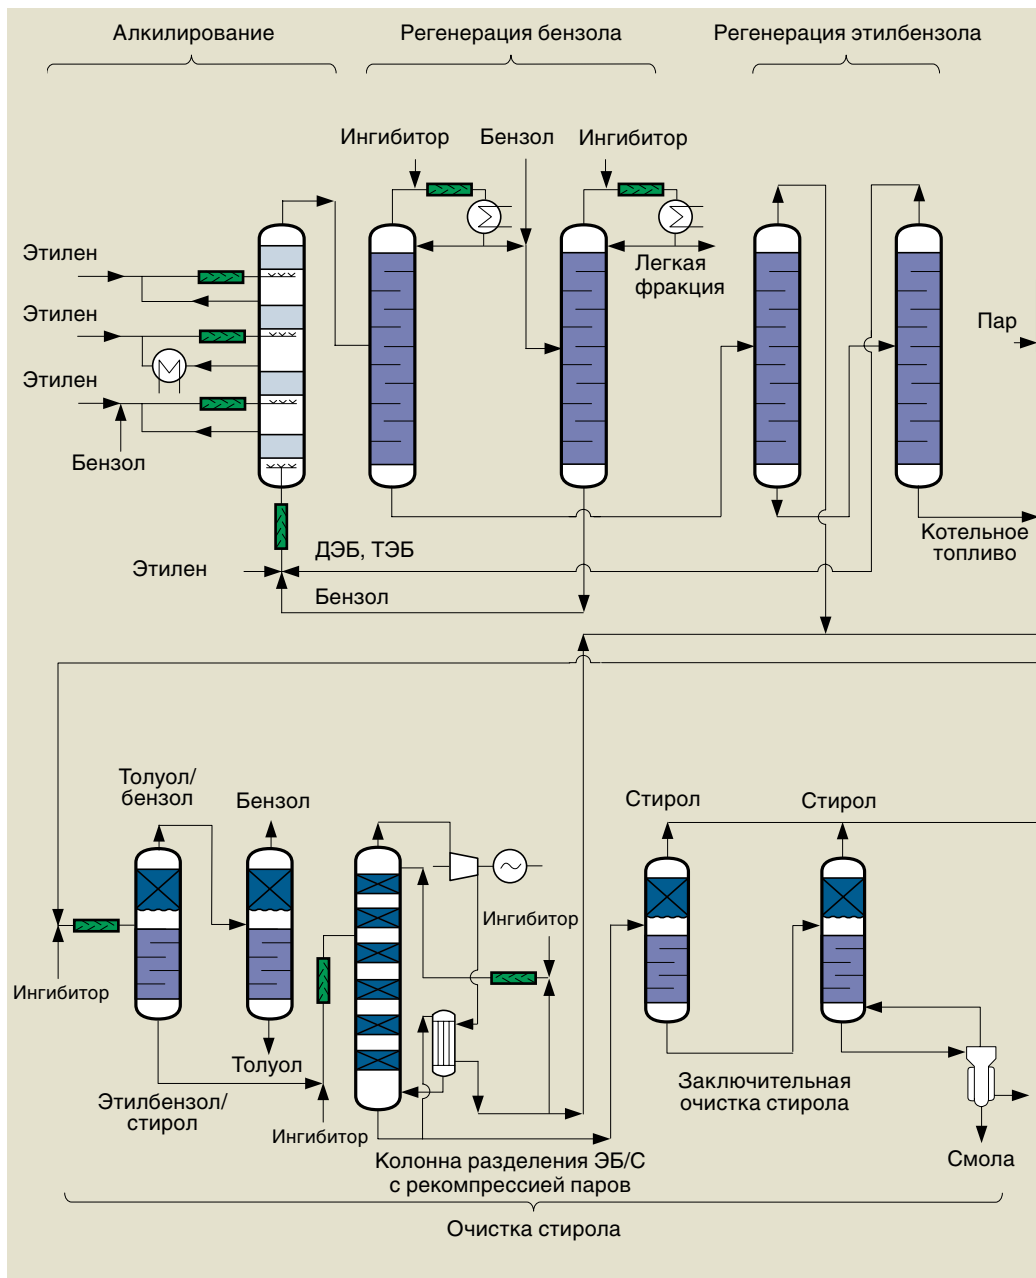 Алкилирование
Регенерация бензола
Регенерация этилбензола
Ингибитор
Бензол
Ингибитор
Этилен
Легкая
фракция
Этилен
Пар
Этилен
Бензол
Котельное
топливо
ДЭБ, ТЭБ
Этилен
Бензол
Толуол/
бензол
Бензол
Стирол
Стирол
Ингибитор
Ингибитор
Толуол
Этилбензол/
стирол
Ингибитор
Заключительная
очистка стирола
Смола
Колонна разделения ЭБ/С
с рекомпрессией паров
Очистка стирола